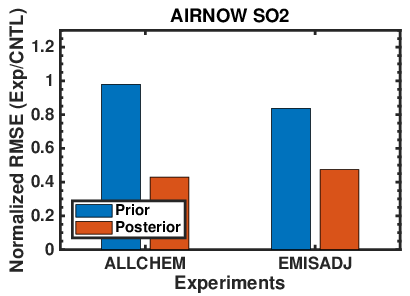 AIRNOW SO2
Normalized RMSE (Exp/CNTL)
1.2
1
0.8
0.6
0.4
0.2
0
Prior
Posterior
ALLCHEM EMISADJ
Experiments